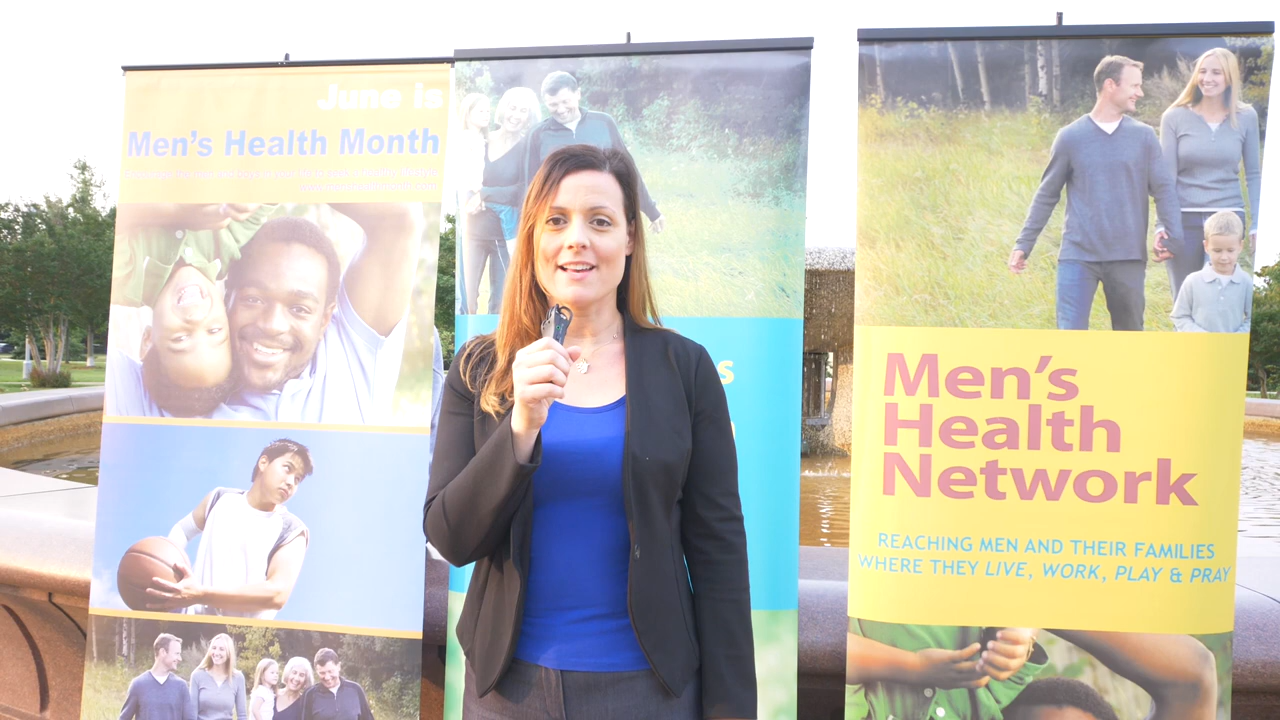 June is
Men's Health Month
Men's
Health
Network
REACHING MEN AND THEIR FAMILIES
WHERE THEY LIVE, WORK, PLAY & PRAY